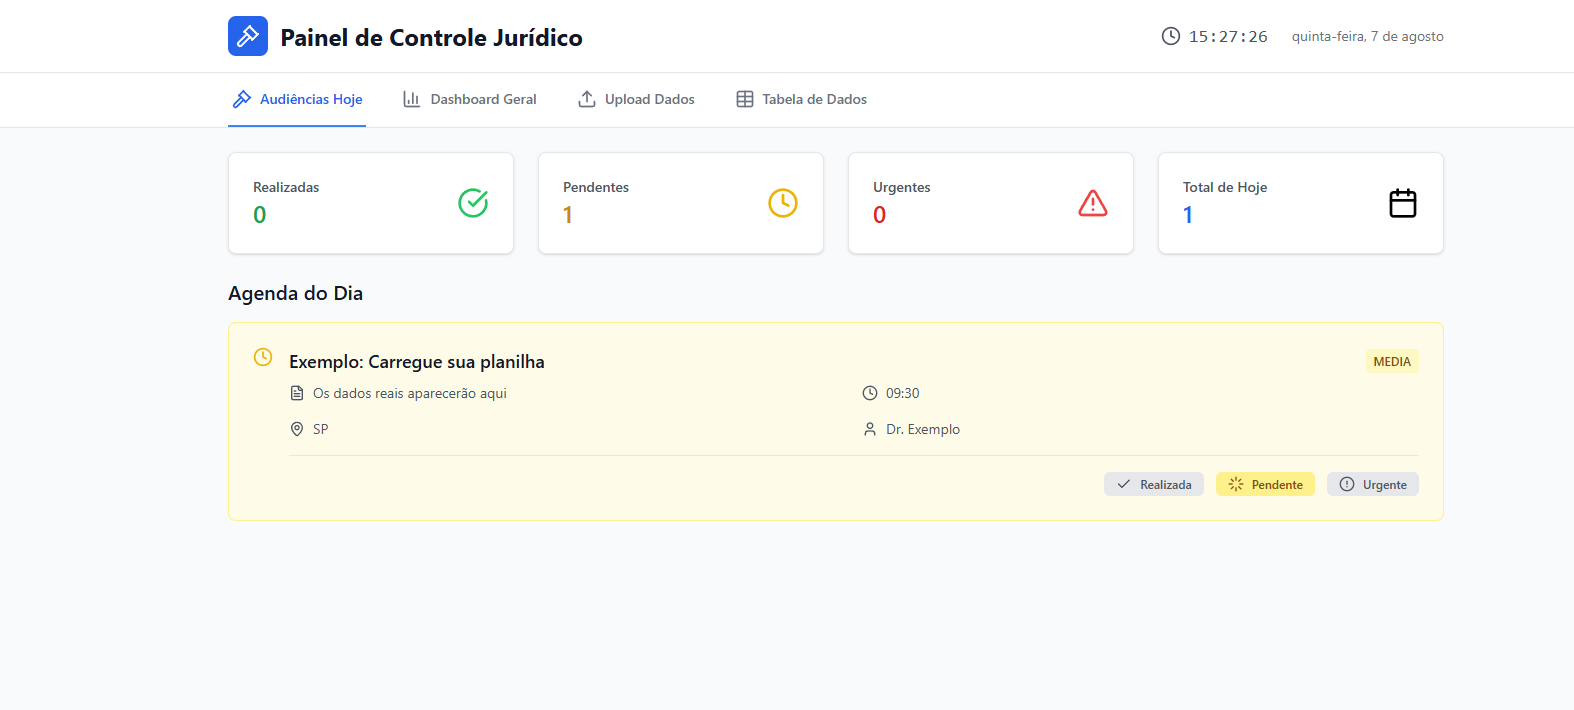 Painel de Controle Jurídico
15:27:26 quinta-feira, 7 de agosto
Audiências Hoje Dashboard Geral Upload Dados Tabela de Dados
Realizadas
0
Pendentes
1
Urgentes
0
Total de Hoje
1
Agenda do Dia
Exemplo: Carregue sua planilha
MEDIA
Os dados reais aparecerão aqui
09:30
SP
Dr. Exemplo
Realizada Pendente Urgente